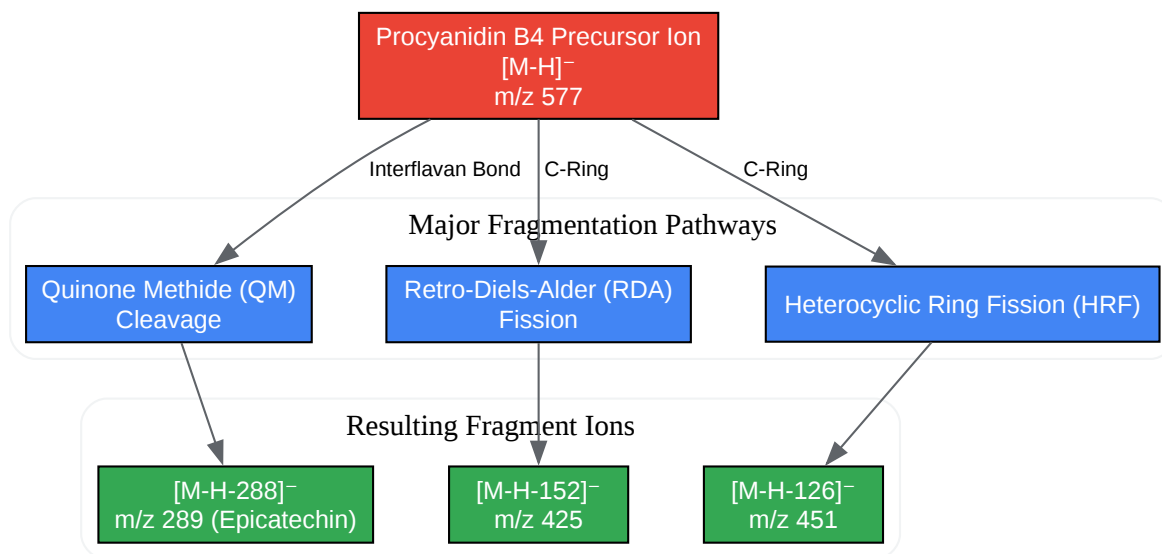 Procyanidin B4 Precursor Ion
[M-H]⁻
m/z 577
Interflavan Bond
C-Ring
C-Ring
Major Fragmentation Pathways
Quinone Methide (QM)
Cleavage
Retro-Diels-Alder (RDA)
Fission
Heterocyclic Ring Fission (HRF)
Resulting Fragment Ions
[M-H-288]⁻
m/z 289 (Epicatechin)
[M-H-152]⁻
m/z 425
[M-H-126]⁻
m/z 451